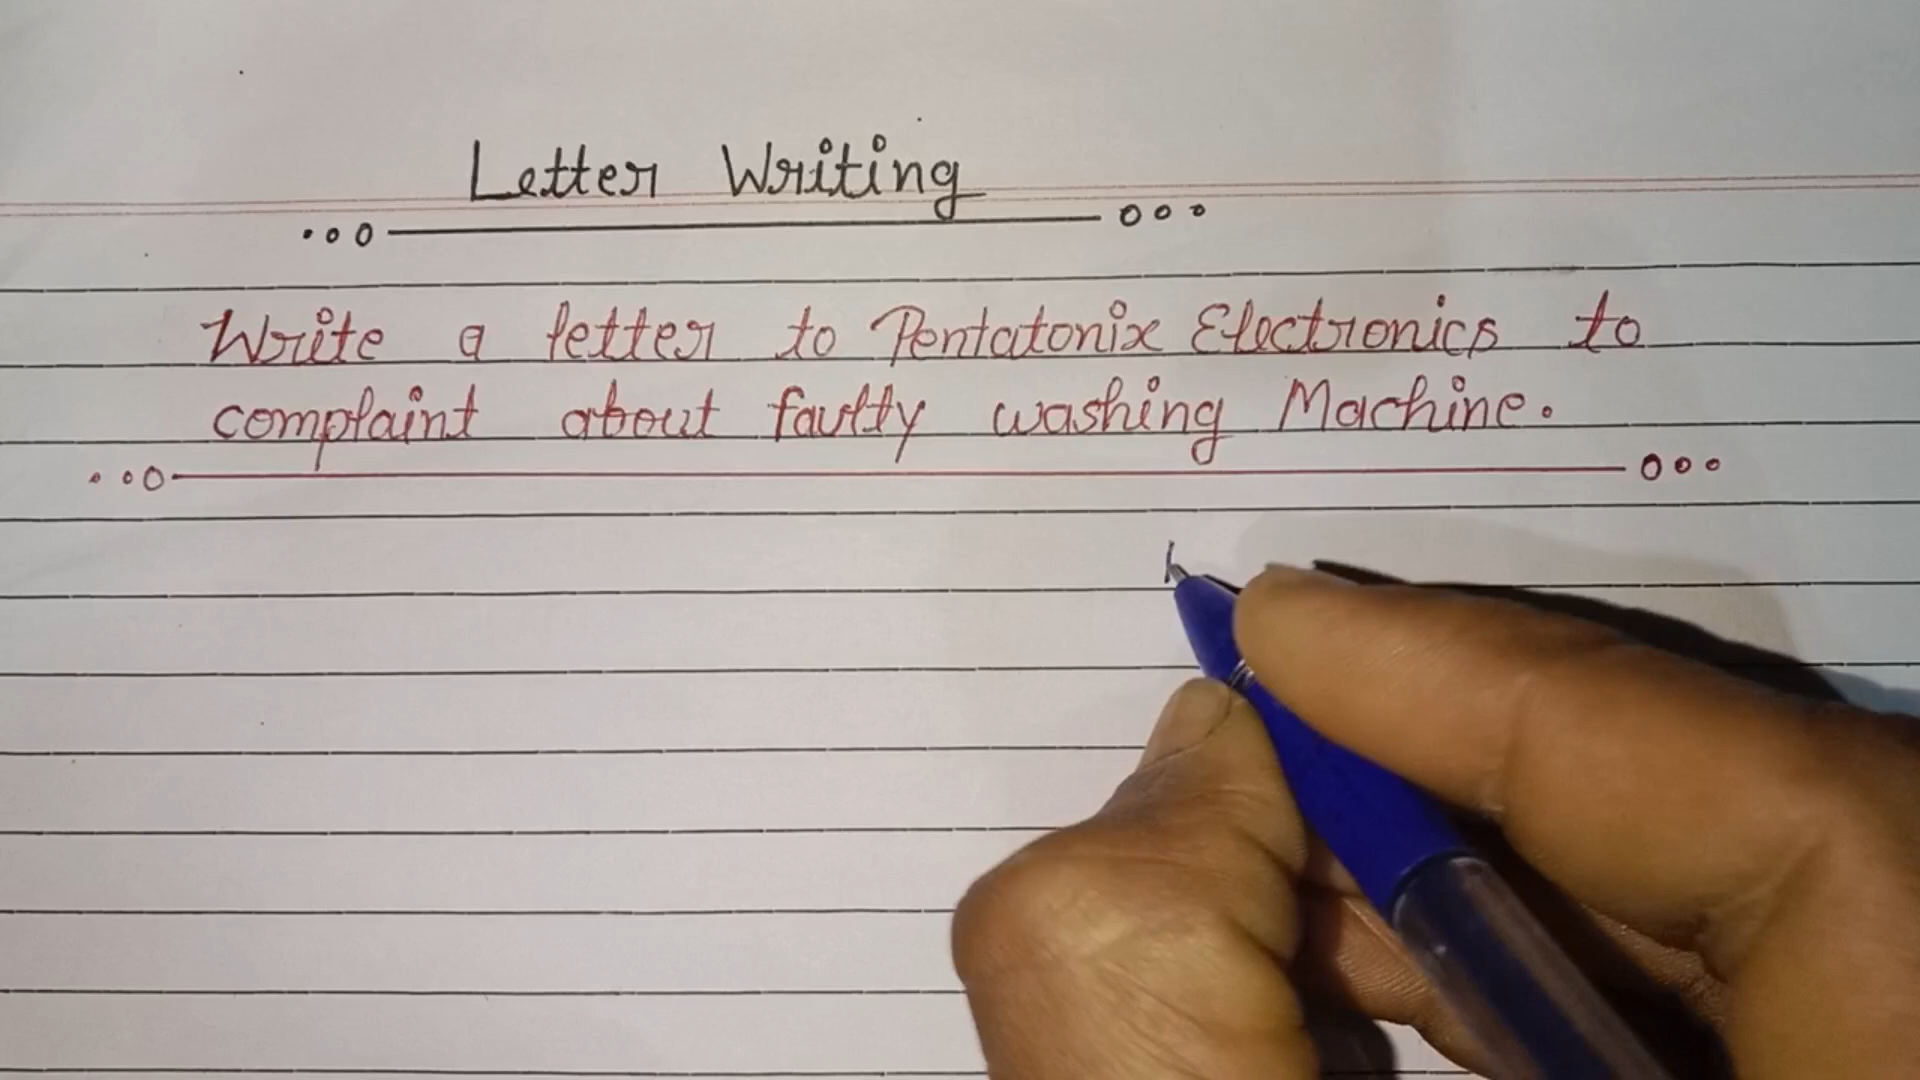 Letter Writing
Write a letter to Pentatonix Electronics to
complaint about faulty washing Machine.